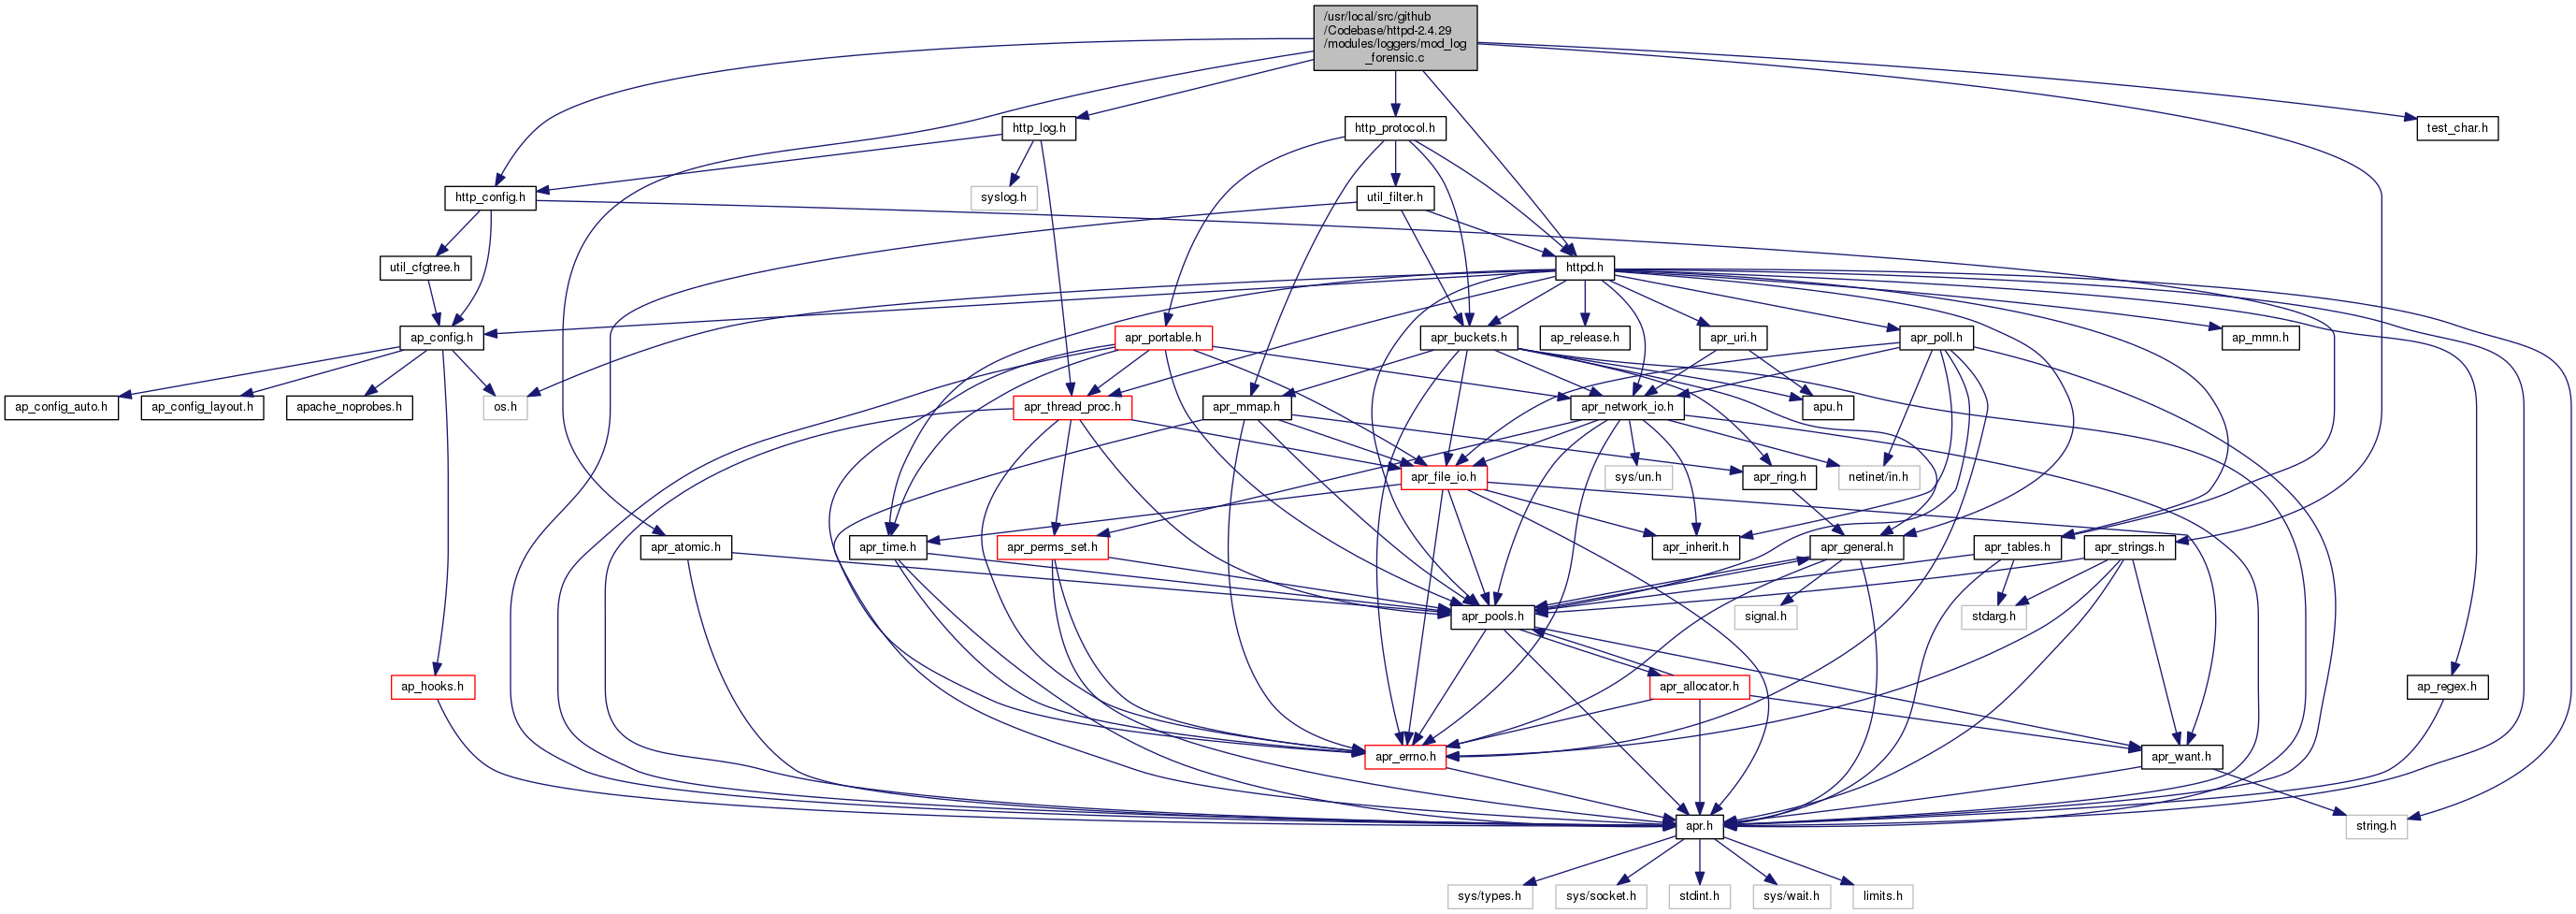 /usr/local/src/github
/Codebase/httpd-2.4.29
/modules/loggers/mod_log
_forensic.c
http_log.h
http_protocol.h
test_char.h
http_config.h
syslog.h
util_filter.h
util_cfgtree.h
httpd.h
ap_config.h
apr_portable.h
apr_buckets.h
ap_release.h
apr_uri.h
apr_poll.h
ap_mmn.h
ap_config_auto.h
ap_config_layout.h
apache_noprobes.h
os.h
apr_thread_proc.h
apr_mmap.h
apr_network_io.h
apu.h
apr_file_io.h
sys/un.h
apr_ring.h
netinet/in.h
apr_atomic.h
apr_time.h
apr_perms_set.h
apr_inherit.h
apr_general.h
apr_tables.h
apr_strings.h
apr_pools.h
signal.h
stdarg.h
ap_hooks.h
apr_allocator.h
ap_regex.h
apr_errno.h
apr_want.h
apr.h
string.h
sys/types.h
sys/socket.h
stdint.h
sys/wait.h
limits.h